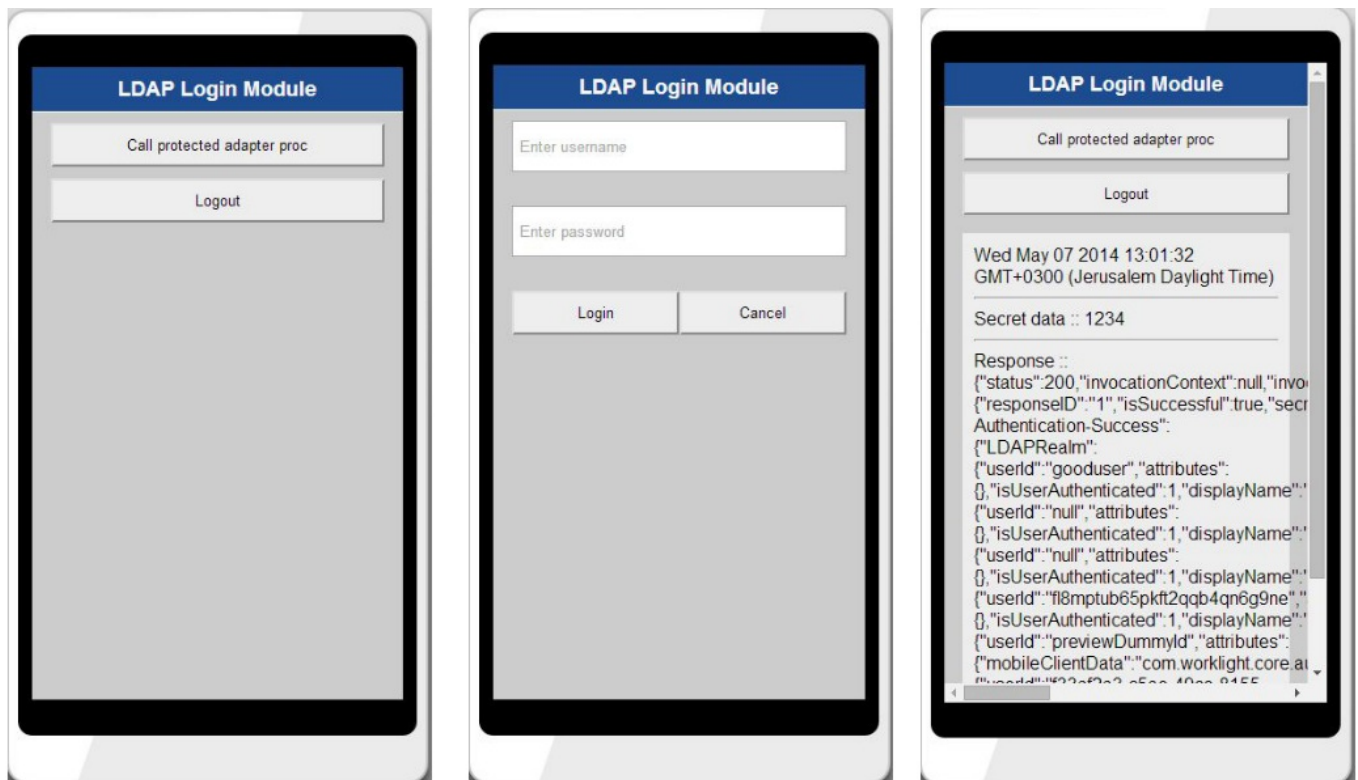 LDAP Login Module
Call protected adapter proc
Logout
LDAP Login Module
Enter username
Enter password
Login
Cancel
LDAP Login Module
Call protected adapter proc
Logout
Wed May 07 2014 13:01:32
GMT+0300 (Jerusalem Daylight Time)
Secret data :: 1234
Response ::
{"status":200,"invocationContext":null,"invo
{"responseID":"1","isSuccessful":true,"secr
Authentication-Success":
{"LDAPRealm":
{"userId":"gooduser","attributes":
{},"isUserAuthenticated":1,"displayName":"
{"userId":"null","attributes":
{},"isUserAuthenticated":1,"displayName":"
{"userId":"null","attributes":
{},"isUserAuthenticated":1,"displayName":"
{"userId":"fl8mptub65pkft2qqb4qn6g9ne","
{},"isUserAuthenticated":1,"displayName":"
{"userId":"previewDummyId","attributes":
{"mobileClientData":"com.worklight.core.au